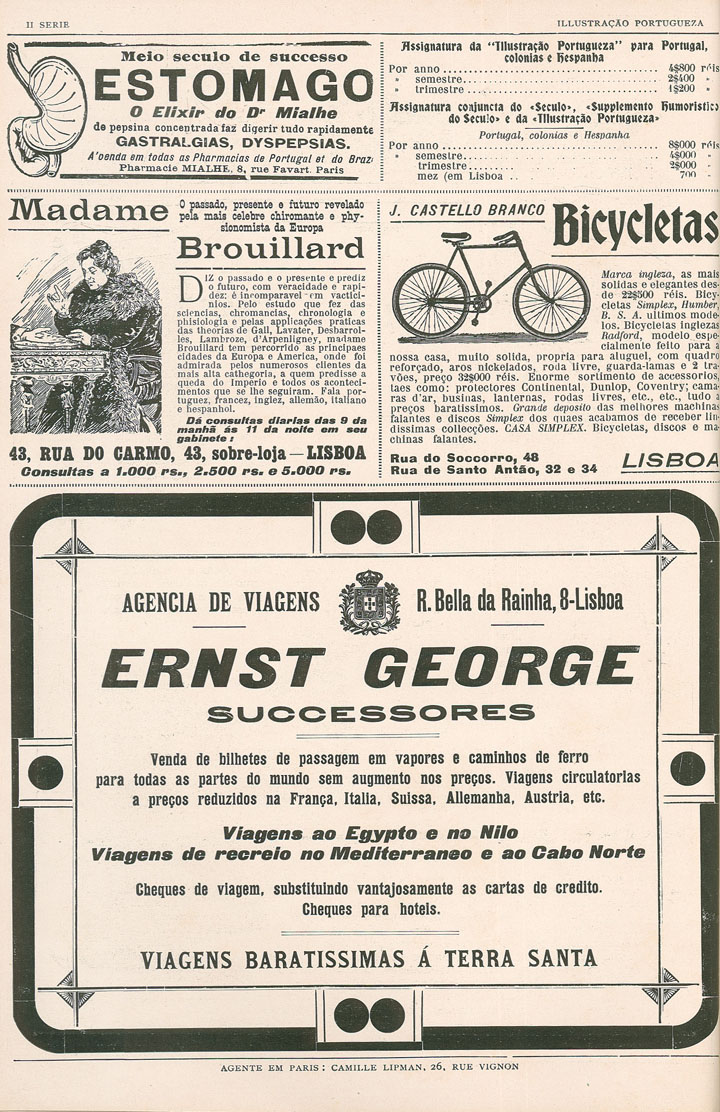 II SERIE
ILLUSTRAÇÃO PORTUGUEZA
Meio seculo de successo
ESTOMAGO
O Elixir do Dr Mialhe
de pepsina concentrada faz digerir tudo rapidamente
GASTRALGIAS, DYSPEPSIAS.
A'venda em todas as Pharmacias de Portugal et do Braz
Pharmacie MIALHE, 8, rue Favart, Paris
Assignatura da "Illustração Portugueza" para Portugal,
colonias e Hespanha
Por anno 4$800 réis
" semestre 2$400 "
" trimestre 1$200 "
Assignatura conjuncta do «Seculo», «Supplemento Humoristico
do Seculo» e da «Illustração Portugueza»
Portugal, colonias e Hespanha
Por anno 8$000 réis
" semestre 4$000 "
trimestre 2$000 "
mez (em Lisboa 700 "
Madame
O passado, presente e futuro revelado
pela mais celebre chiromante e phy-
sionomista da Europa
Brouillard
DIZ o passado e o presente e prediz
o futuro, com veracidade e rapi-
dez; é incomparavel em vactici-
nios. Pelo estudo que fez das
sciencias, chromancias, chronologia e
phisiologia e pelas applicações praticas
das theorias de Gall, Lavater, Desbarrol-
les, Lambroze, d'Arpenligney, madame
Brouillard tem percorrido as principaes
cidades da Europa e America, onde foi
admirada pelos numerosos clientes da
mais alta cathegoria, a quem predisse a
queda do Imperio e todos os aconteci-
mentos que se lhe seguiram. Fala por-
tuguez, francez, inglez, allemão, italiano
e hespanhol.
Dá consultas diarias das 9 da
manhã ás 11 da noite em seu
gabinete:
43, RUA DO CARMO, 43, sobre-loja — LISBOA
Consultas a 1.000 rs., 2.500 rs. e 5.000 rs.
J. CASTELLO BRANCO
Bicycletas
Marca ingleza, as mais
solidas e elegantes des-
de 22$500 réis. Bicy-
cletas Simplex, Humber,
B. S. A. ultimos mode-
los. Bicycletas inglezas
Radford, modelo espe-
cialmente feito para a
nossa casa, muito solida, propria para aluguel, com quadro
reforçado, aros nickelados, roda livre, guarda-lamas e 2 tra-
vões, preço 32$000 réis. Enorme sortimento de accessorios,
taes como: protectores Continental, Dunlop, Coventry; cama-
ras d'ar, businas, lanternas, rodas livres, etc., etc., tudo a
preços baratissimos. Grande deposito das melhores machinas
falantes e discos Simplex dos quaes acabamos de receber lin-
dissimas collecções. CASA SIMPLEX. Bicycletas, discos e ma-
chinas falantes.
Rua do Soccorro, 48
Rua de Santo Antão, 32 e 34
LISBOA
AGENCIA DE VIAGENS
R. Bella da Rainha, 8-Lisboa
ERNST GEORGE
SUCCESSORES
Venda de bilhetes de passagem em vapores e caminhos de ferro
para todas as partes do mundo sem augmento nos preços. Viagens circulatorias
a preços reduzidos na França, Italia, Suissa, Allemanha, Austria, etc.
Viagens ao Egypto e no Nilo
Viagens de recreio no Mediterraneo e ao Cabo Norte
Cheques de viagem, substituindo vantajosamente as cartas de credito.
Cheques para hoteis.
VIAGENS BARATISSIMAS Á TERRA SANTA
AGENTE EM PARIS: CAMILLE LIPMAN, 26, RUE VIGNON